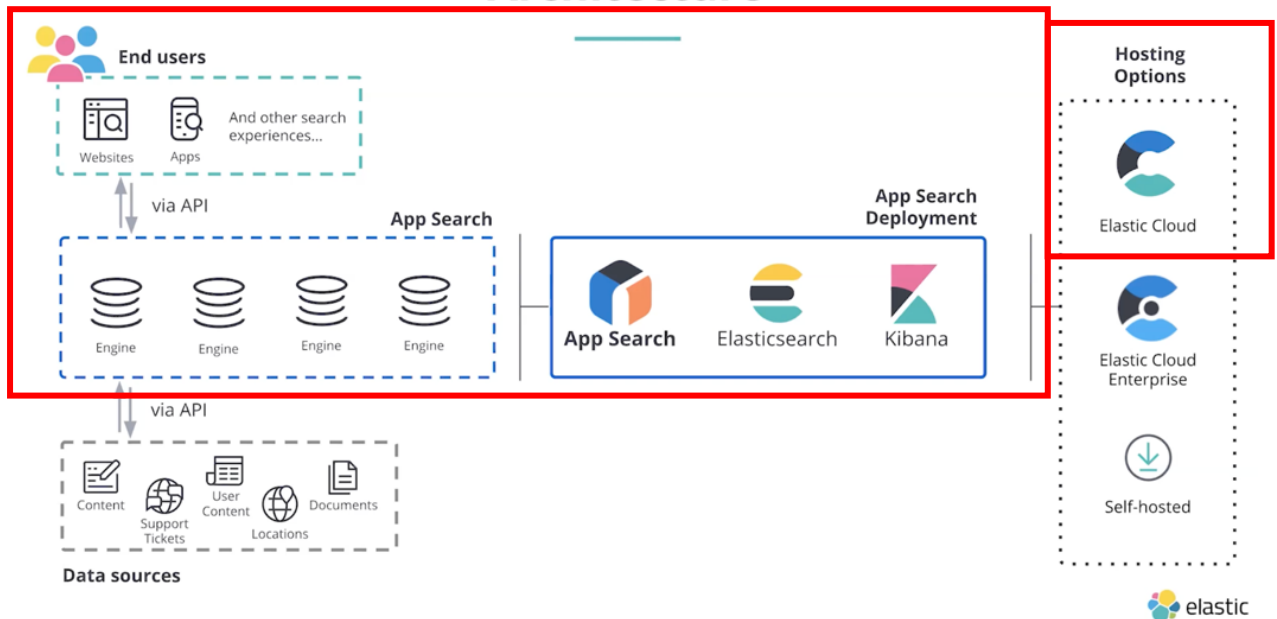 End users
Websites
Apps
And other search
experiences...
via API
App Search
Engine
Engine
Engine
Engine
via API
Content
Support
Tickets
User
Content
Locations
Documents
Data sources
App Search
Deployment
App Search
Elasticsearch
Kibana
Hosting
Options
Elastic Cloud
Elastic Cloud
Enterprise
Self-hosted
elastic